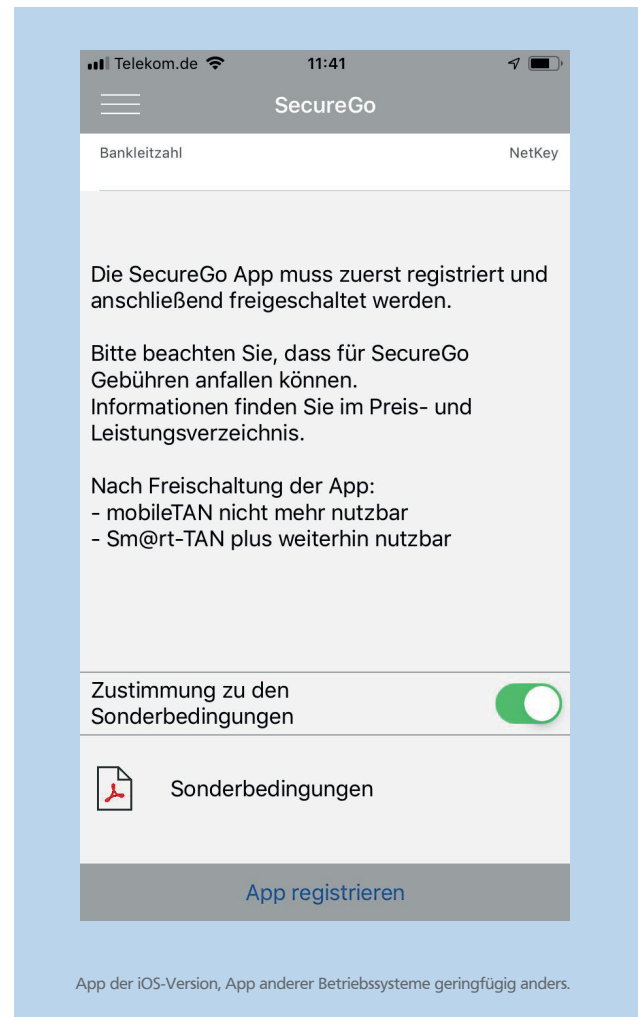 Telekom.de 11:41
SecureGo
Bankleitzahl NetKey
Die SecureGo App muss zuerst registriert und
anschließend freigeschaltet werden.
Bitte beachten Sie, dass für SecureGo
Gebühren anfallen können.
Informationen finden Sie im Preis- und
Leistungsverzeichnis.
Nach Freischaltung der App:
- mobileTAN nicht mehr nutzbar
- Sm@rt-TAN plus weiterhin nutzbar
Zustimmung zu den
Sonderbedingungen
Sonderbedingungen
App registrieren
App der iOS-Version, App anderer Betriebssysteme geringfügig anders.